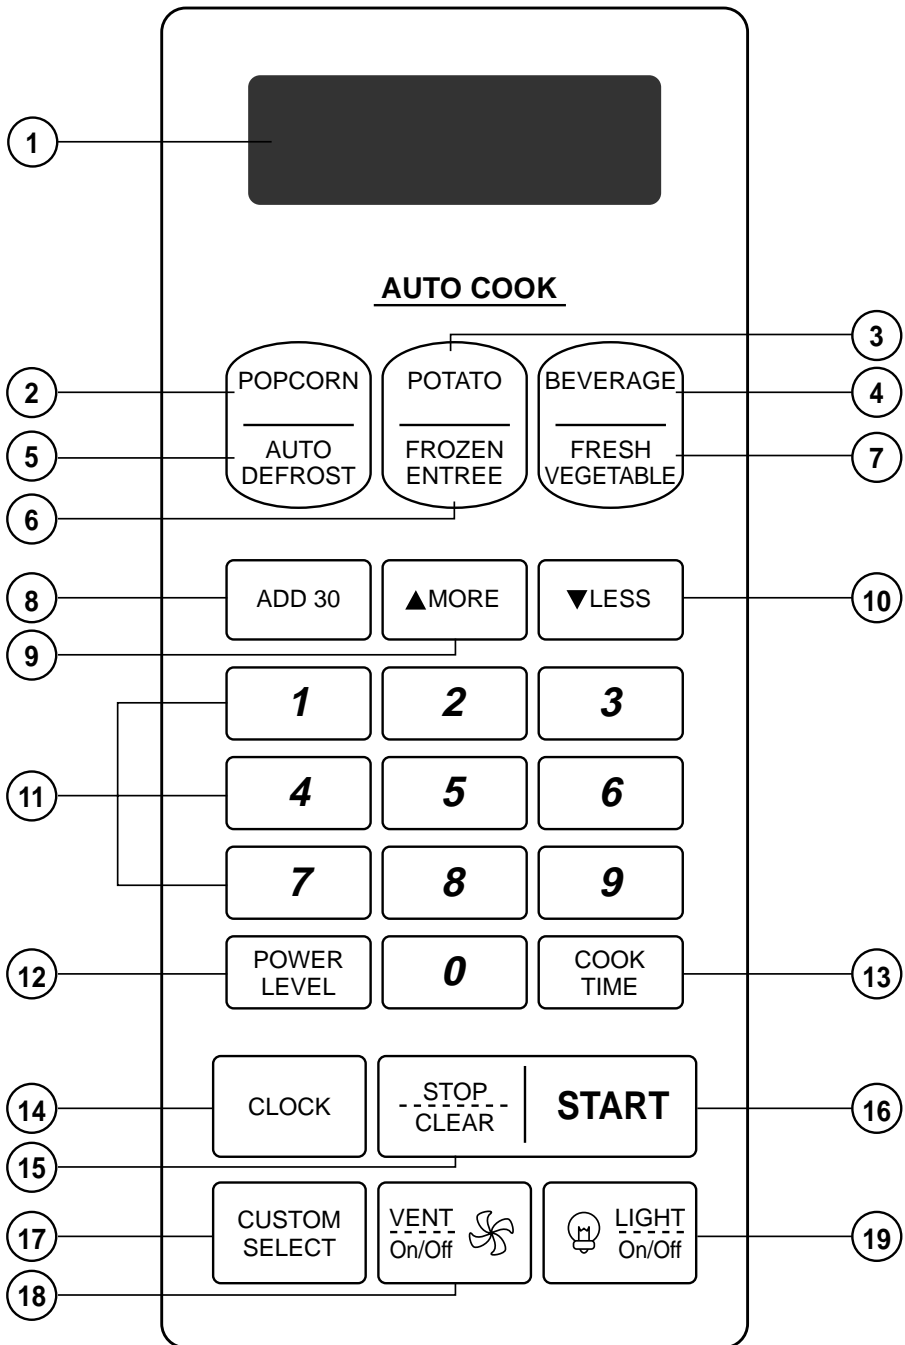 1
AUTO COOK
3
2
POPCORN
POTATO
BEVERAGE
4
5
AUTO
DEFROST
FROZEN
ENTREE
FRESH
VEGETABLE
7
6
8
ADD 30
▲MORE
▼LESS
10
9
1
2
3
11
4
5
6
7
8
9
12
POWER
LEVEL
0
COOK
TIME
13
14
CLOCK
STOP
CLEAR
START
16
15
17
CUSTOM
SELECT
VENT
On/Off
LIGHT
On/Off
19
18